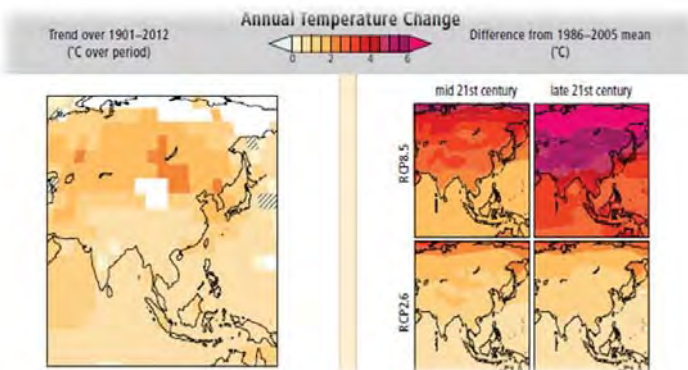 Annual Temperature Change
Trend over 1901–2012
(˚C over period)
0 2 4 6
Difference from 1986–2005 mean
(˚C)
mid 21st century
late 21st century
RCP8.5
RCP2.6